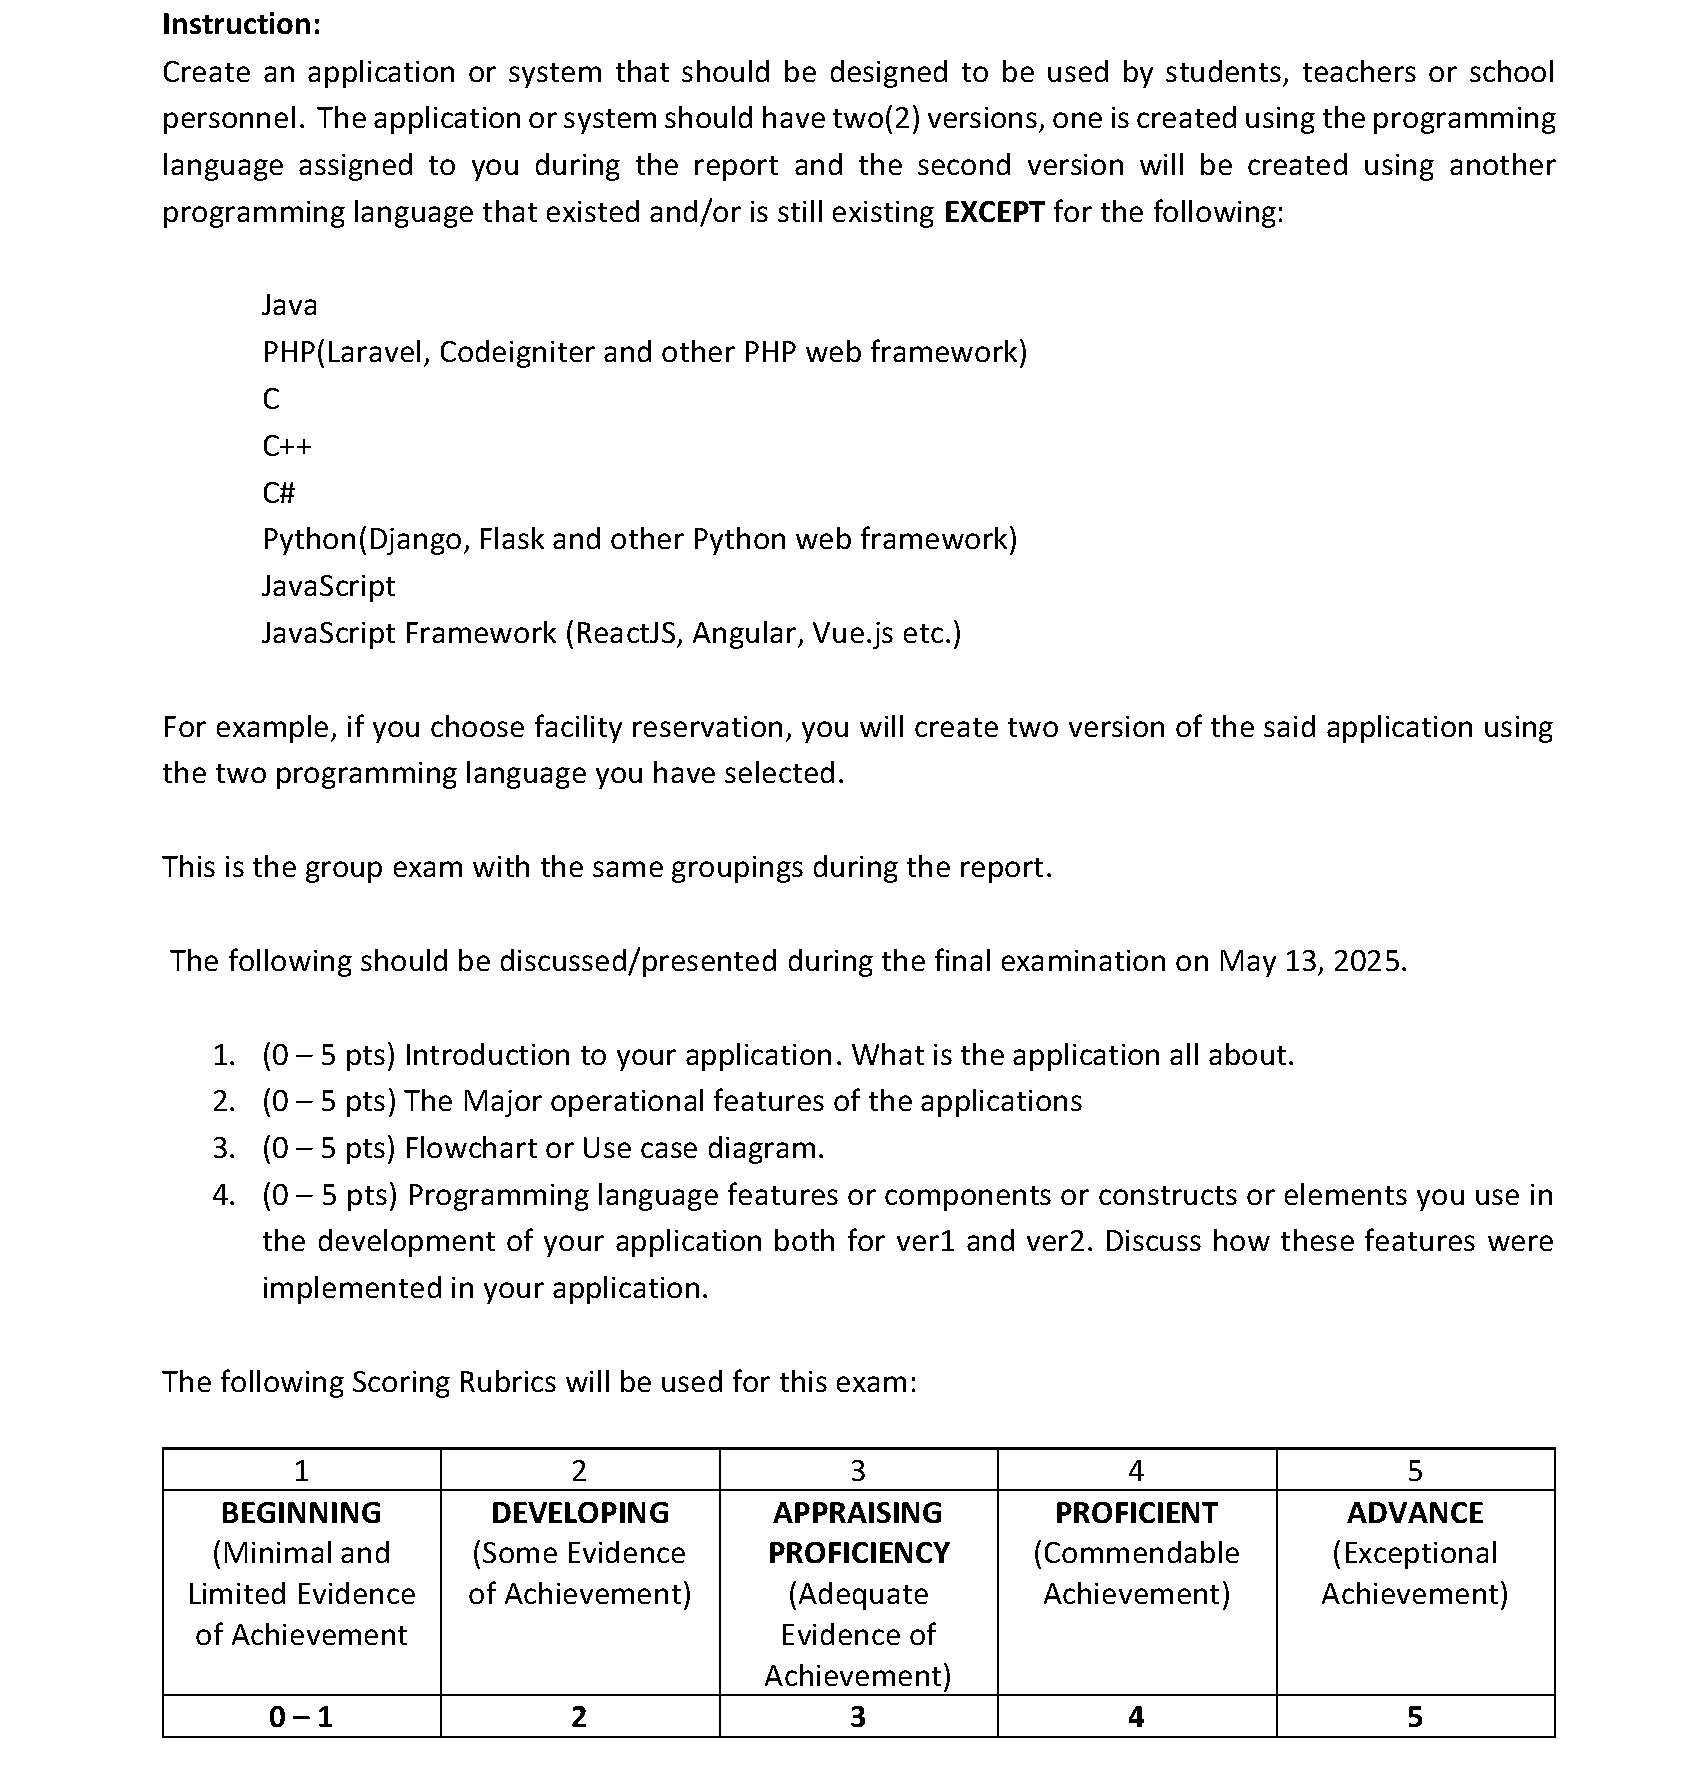 Instruction:
Create an application or system that should be designed to be used by students, teachers or school
personnel. The application or system should have two(2) versions, one is created using the programming
language assigned to you during the report and the second version will be created using another
programming language that existed and/or is still existing EXCEPT for the following:
Java
PHP(Laravel, Codeigniter and other PHP web framework)
C
C++
C#
Python(Django, Flask and other Python web framework)
JavaScript
JavaScript Framework (ReactJS, Angular, Vue.js etc.)
For example, if you choose facility reservation, you will create two version of the said application using
the two programming language you have selected.
This is the group exam with the same groupings during the report.
The following should be discussed/presented during the final examination on May 13, 2025.
1. (0 – 5 pts) Introduction to your application. What is the application all about.
2. (0 – 5 pts) The Major operational features of the applications
3. (0 – 5 pts) Flowchart or Use case diagram.
4. (0 – 5 pts) Programming language features or components or constructs or elements you use in
the development of your application both for ver1 and ver2. Discuss how these features were
implemented in your application.
The following Scoring Rubrics will be used for this exam:
1 2 3 4 5
BEGINNING DEVELOPING APPRAISING PROFICIENT ADVANCE
(Minimal and (Some Evidence PROFICIENCY (Commendable (Exceptional
Limited Evidence of Achievement) (Adequate Achievement) Achievement)
of Achievement Evidence of
Achievement)
0 – 1 2 3 4 5